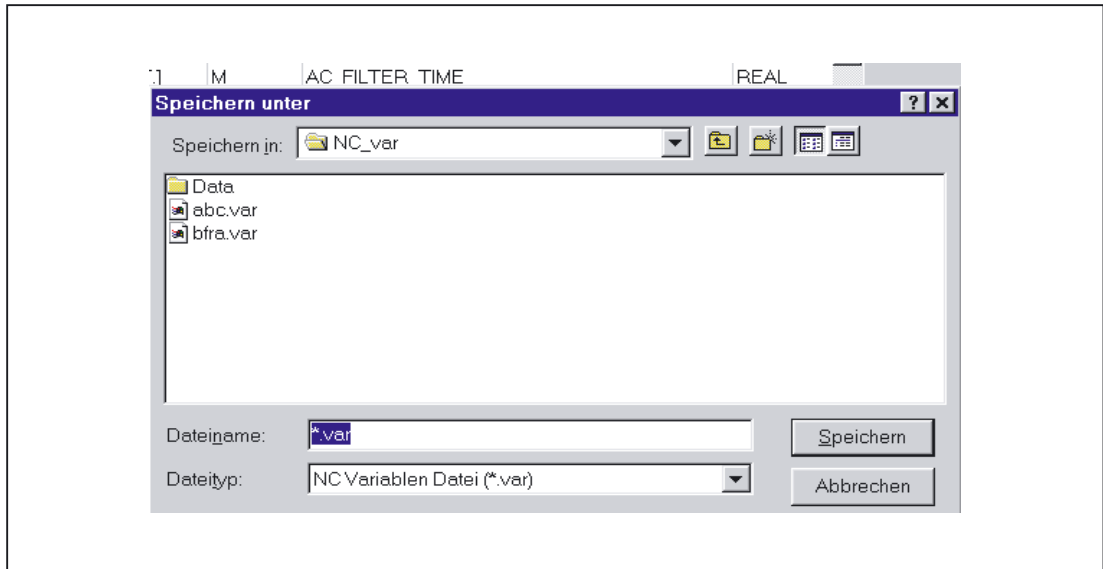 M AC FILTER TIME REAL
Speichern unter
Speichern in: NC_var
Data
abc.var
bfra.var
Dateiname: *.var Speichern
Dateityp: NC Variablen Datei (*.var) Abbrechen